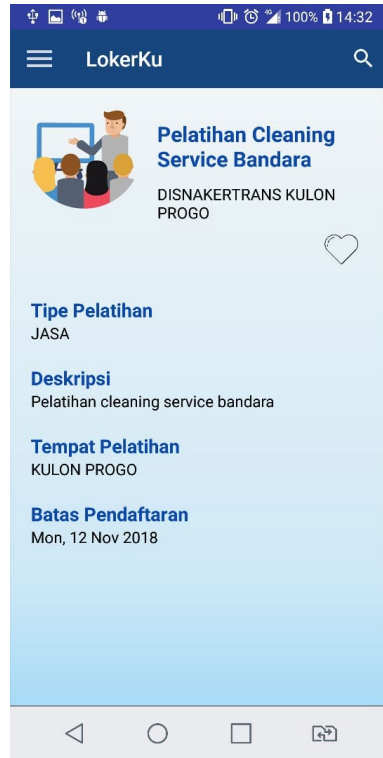 4G 100% 14:32
LokerKu
Pelatihan Cleaning
Service Bandara
DISNAKERTRANS KULON
PROGO
Tipe Pelatihan
JASA
Deskripsi
Pelatihan cleaning service bandara
Tempat Pelatihan
KULON PROGO
Batas Pendaftaran
Mon, 12 Nov 2018